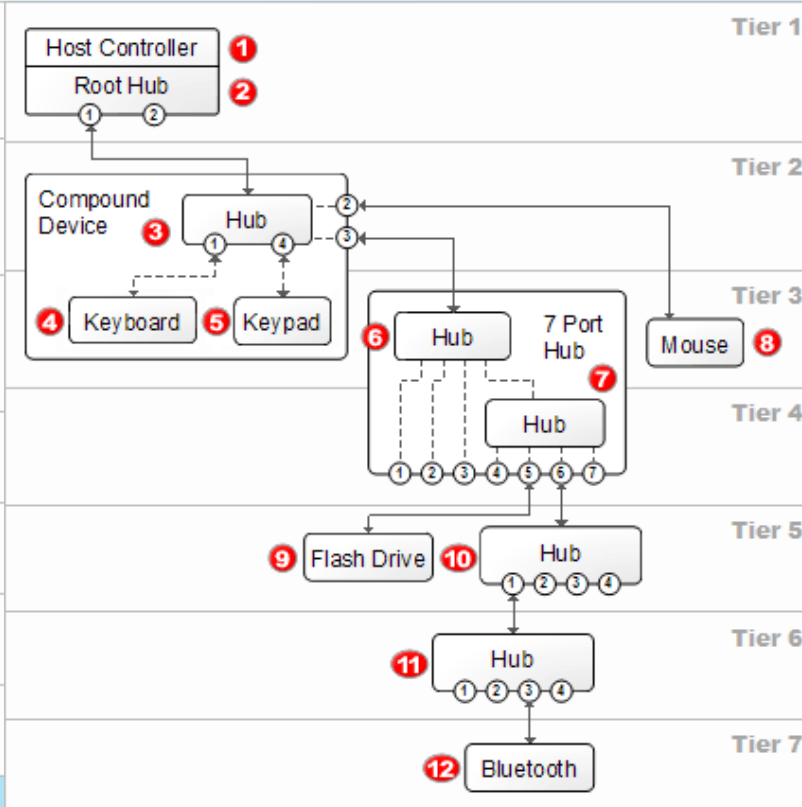 Tier 1
Host Controller 1
Root Hub 2
1 2
Tier 2
Compound
Device
3
Hub
2
3
1 4
Tier 3
4 Keyboard
5 Keypad
6 Hub
7 Port
Hub
7
Mouse 8
Tier 4
Hub
1 2 3 4 5 6 7
Tier 5
9 Flash Drive
10 Hub
1 2 3 4
Tier 6
11 Hub
1 2 3 4
Tier 7
12 Bluetooth